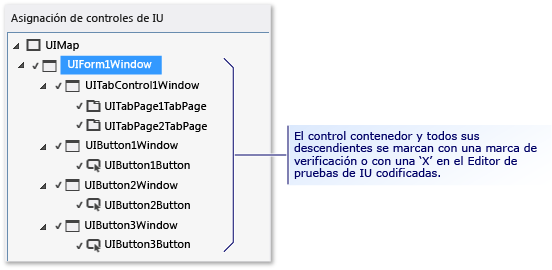 Asignación de controles de IU
UIMap
UIForm1Window
UITabControl1Window
UITabPage1TabPage
UITabPage2TabPage
UIButton1Window
UIButton1Button
UIButton2Window
UIButton2Button
UIButton3Window
UIButton3Button
El control contenedor y todos sus
descendientes se marcan con una marca de
verificación o con una ‘X’ en el Editor de
pruebas de IU codificadas.